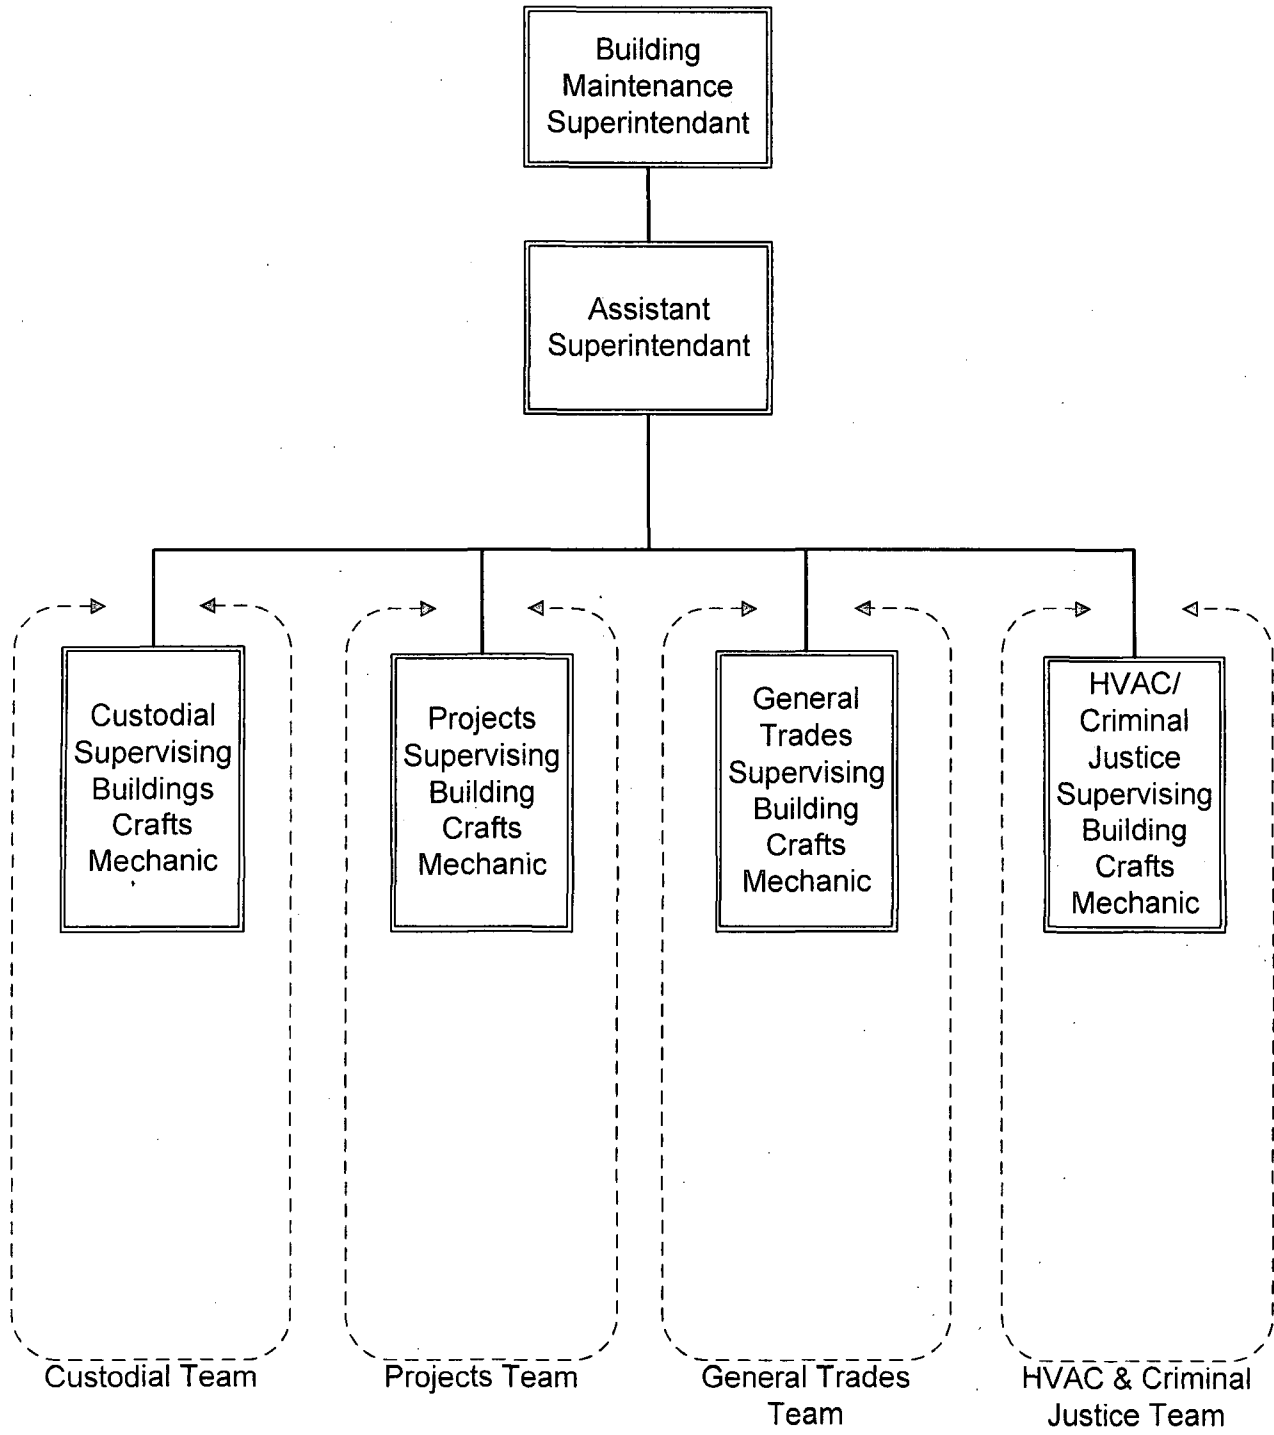 Building
Maintenance
Superintendant
Assistant
Superintendant
Custodial
Supervising
Buildings
Crafts
Mechanic
Projects
Supervising
Building
Crafts
Mechanic
General
Trades
Supervising
Building
Crafts
Mechanic
HVAC/
Criminal
Justice
Supervising
Building
Crafts
Mechanic
Custodial Team
Projects Team
General Trades
Team
HVAC & Criminal
Justice Team